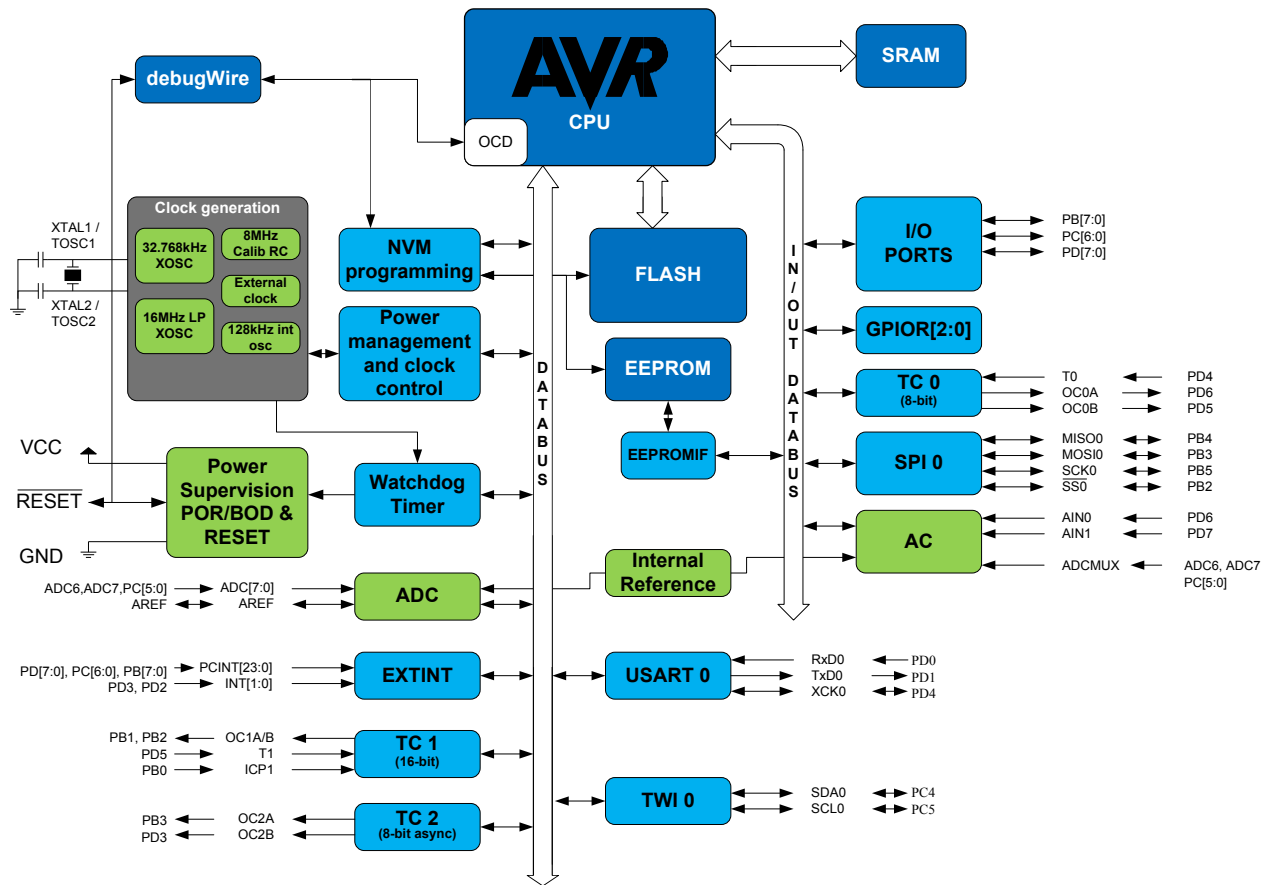 AVR
CPU
OCD
SRAM
debugWire
Clock generation
XTAL1 /
TOSC1
32.768kHz
XOSC
8MHz
Calib RC
External
clock
16MHz LP
XOSC
128kHz int
osc
XTAL2 /
TOSC2
NVM
programming
FLASH
I/O
PORTS
PB[7:0]
PC[6:0]
PD[7:0]
Power
management
and clock
control
EEPROM
EEPROMIF
DATABUS
IN/OUT DATABUS
GPIOR[2:0]
TC 0
(8-bit)
T0 PD4
OC0A PD6
OC0B PD5
SPI 0
MISO0 PB4
MOSI0 PB3
SCK0 PB5
SS0 PB2
VCC
RESET
GND
Power
Supervision
POR/BOD &
RESET
Watchdog
Timer
AC
AIN0 PD6
AIN1 PD7
ADCMUX ADC6, ADC7
PC[5:0]
Internal
Reference
ADC6,ADC7,PC[5:0] ADC[7:0]
AREF AREF
ADC
PD[7:0], PC[6:0], PB[7:0] PCINT[23:0]
PD3, PD2 INT[1:0]
EXTINT
USART 0
RxD0 PD0
TxD0 PD1
XCK0 PD4
PB1, PB2 OC1A/B
PD5 T1
PB0 ICP1
TC 1
(16-bit)
TWI 0
SDA0 PC4
SCL0 PC5
PB3 OC2A
PD3 OC2B
TC 2
(8-bit async)